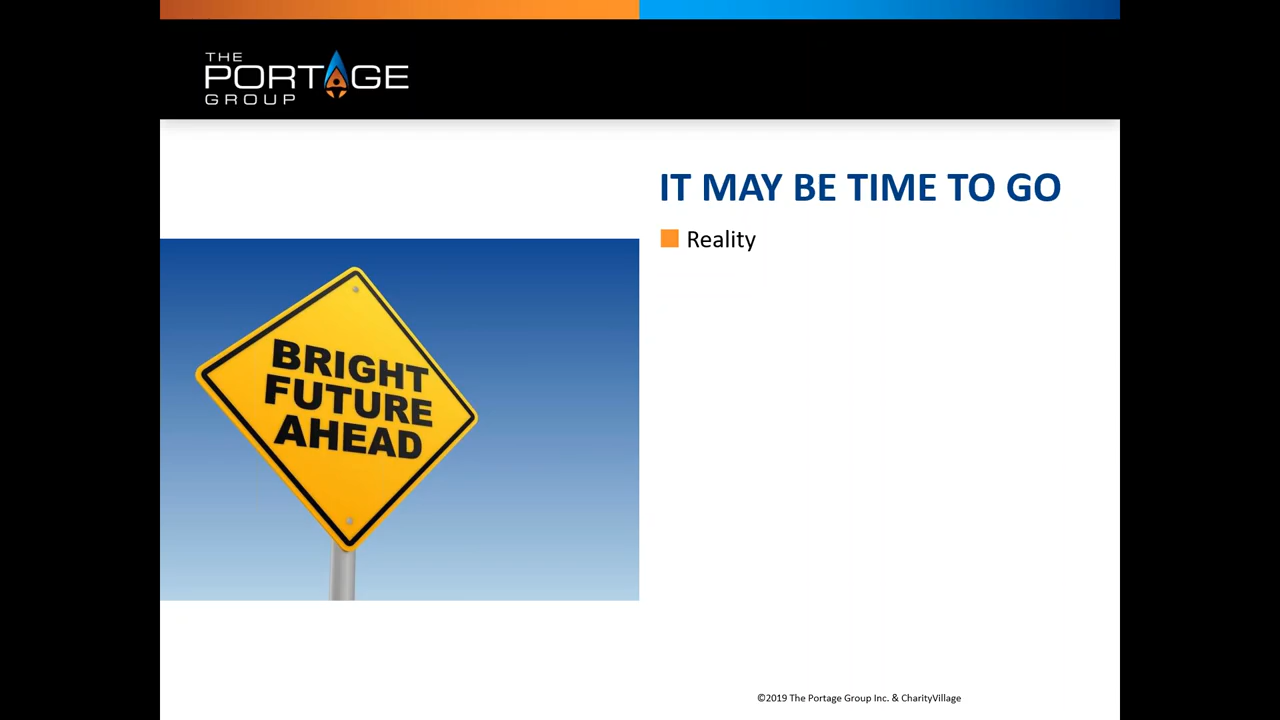 THE
PORTAGE
GROUP
IT MAY BE TIME TO GO
Reality
BRIGHT
FUTURE
AHEAD
©2019 The Portage Group Inc. & CharityVillage